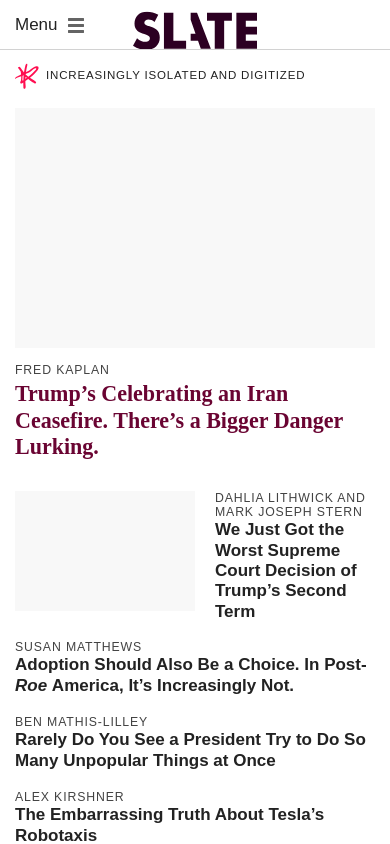 Menu
SLATE
INCREASINGLY ISOLATED AND DIGITIZED
FRED KAPLAN
Trump’s Celebrating an Iran
Ceasefire. There’s a Bigger Danger
Lurking.
DAHLIA LITHWICK AND
MARK JOSEPH STERN
We Just Got the
Worst Supreme
Court Decision of
Trump’s Second
Term
SUSAN MATTHEWS
Adoption Should Also Be a Choice. In Post-
Roe America, It’s Increasingly Not.
BEN MATHIS-LILLEY
Rarely Do You See a President Try to Do So
Many Unpopular Things at Once
ALEX KIRSHNER
The Embarrassing Truth About Tesla’s
Robotaxis